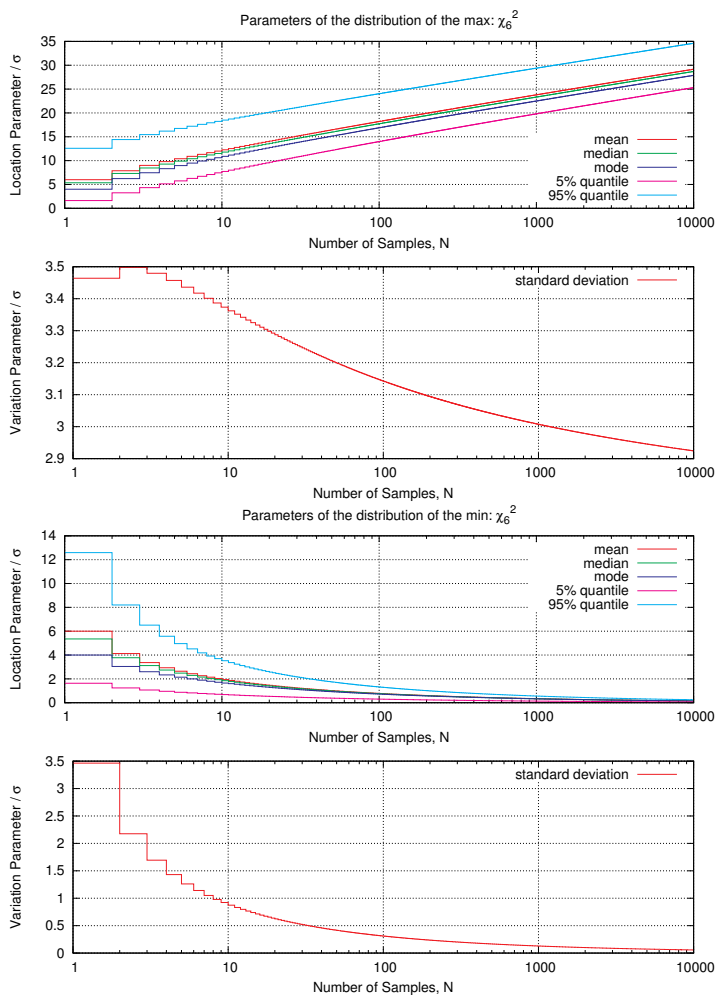 Parameters of the distribution of the max: χ₆²
Location Parameter / σ
35
30
25
20
15
10
5
0
mean
median
mode
5% quantile
95% quantile
1 10 100 1000 10000
Number of Samples, N
Variation Parameter / σ
3.5
3.4
3.3
3.2
3.1
3
2.9
standard deviation
1 10 100 1000 10000
Number of Samples, N
Parameters of the distribution of the min: χ₆²
Location Parameter / σ
14
12
10
8
6
4
2
0
mean
median
mode
5% quantile
95% quantile
1 10 100 1000 10000
Number of Samples, N
Variation Parameter / σ
3.5
3
2.5
2
1.5
1
0.5
0
standard deviation
1 10 100 1000 10000
Number of Samples, N